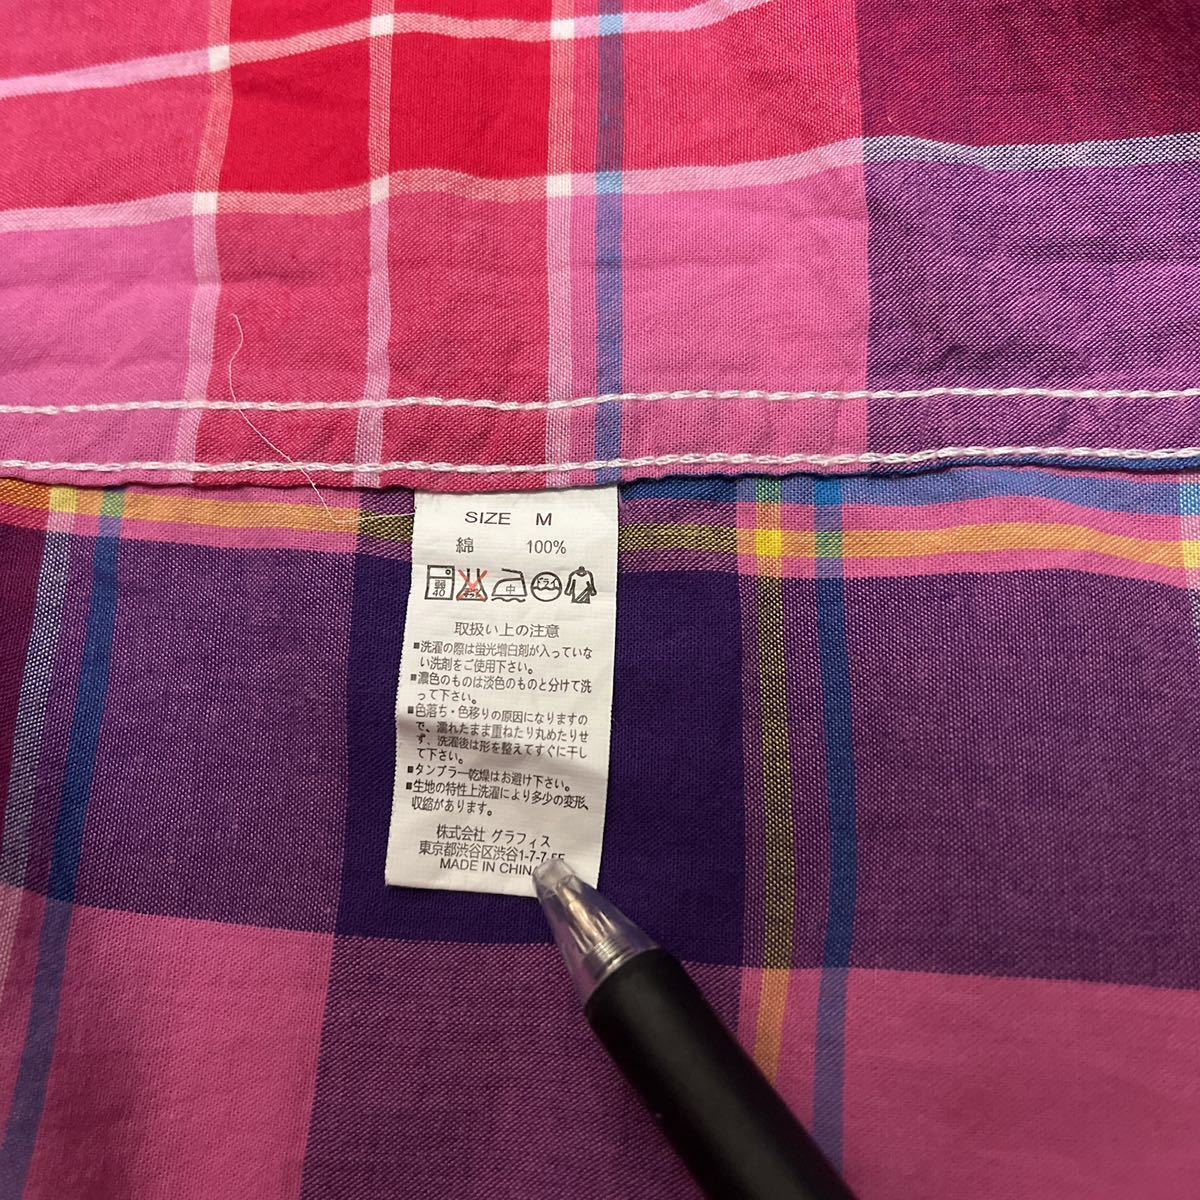 SIZE M
綿 100%
弱 40
ドライ
中
取扱い上の注意
■洗濯の際は蛍光増白剤が入っていな
い洗剤をご使用下さい。
■濃色のものは淡色のものと分けて洗
って下さい。
■色落ち・色移りの原因になりますの
で、濡れたまま重ねたり丸めたりせ
ず、洗濯後は形を整えてすぐに干し
て下さい。
■タンブラー乾燥はお避け下さい。
■生地の特性上洗濯により多少の変形、
収縮があります。
株式会社 グラフィス
東京都渋谷区渋谷1-7-7-5F
MADE IN CHINA